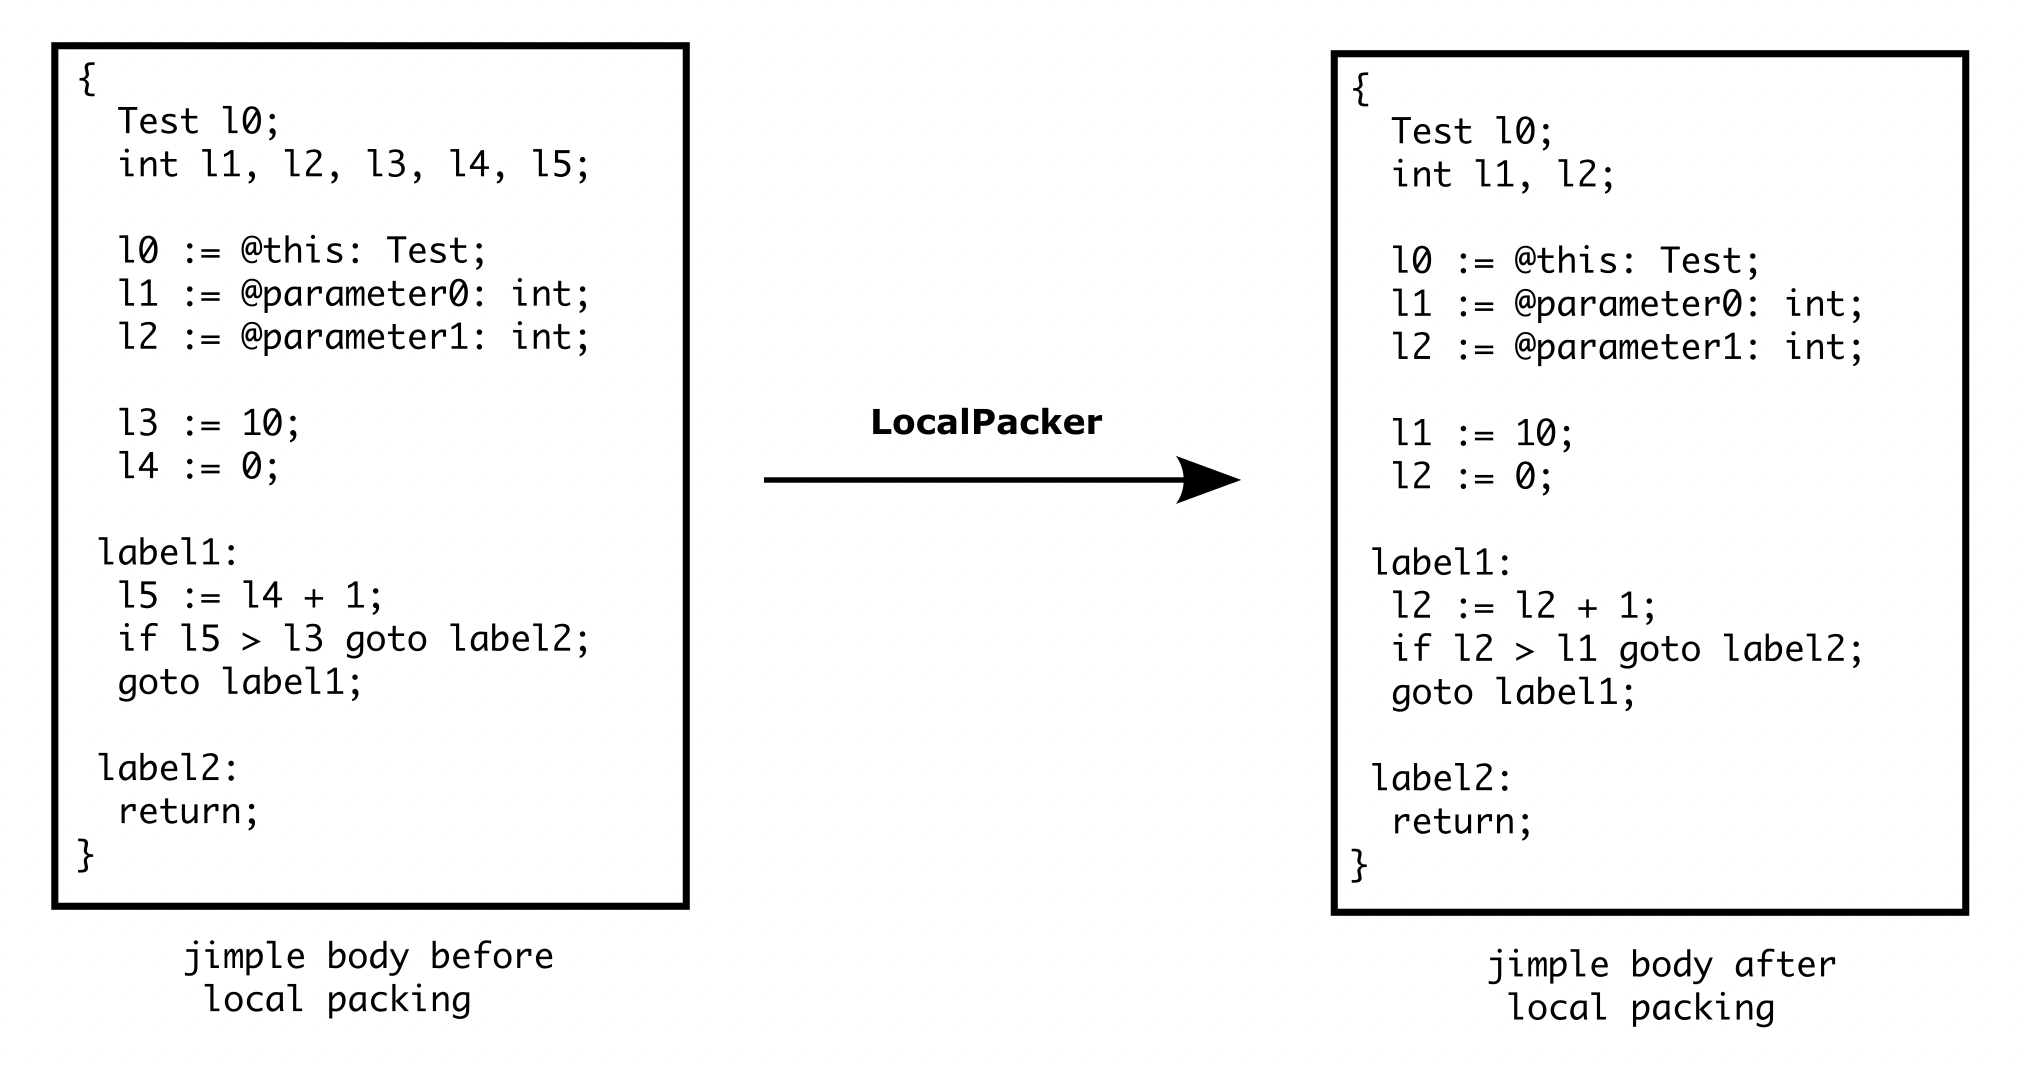 {
  Test l0;
  int l1, l2, l3, l4, l5;

  l0 := @this: Test;
  l1 := @parameter0: int;
  l2 := @parameter1: int;

  l3 := 10;
  l4 := 0;

 label1:
  l5 := l4 + 1;
  if l5 > l3 goto label2;
  goto label1;

 label2:
  return;
}
jimple body before
local packing
LocalPacker
{
  Test l0;
  int l1, l2;

  l0 := @this: Test;
  l1 := @parameter0: int;
  l2 := @parameter1: int;

  l1 := 10;
  l2 := 0;

 label1:
  l2 := l2 + 1;
  if l2 > l1 goto label2;
  goto label1;

 label2:
  return;
}
jimple body after
local packing